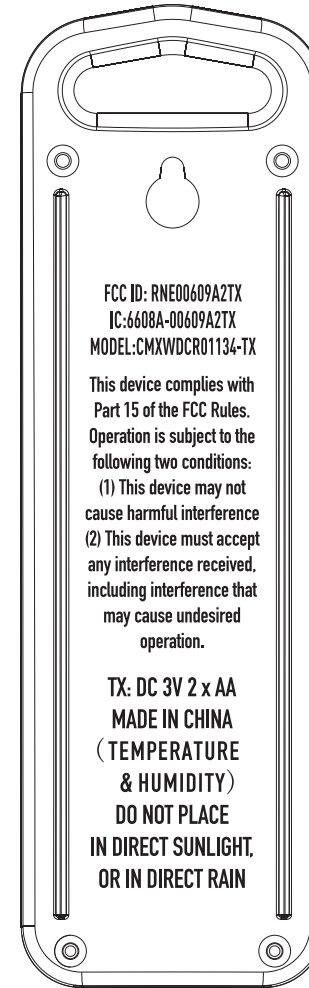 FCC ID: RNE00609A2TX
IC:6608A-00609A2TX
MODEL:CMXWDCR01134-TX
This device complies with
Part 15 of the FCC Rules.
Operation is subject to the
following two conditions:
(1) This device may not
cause harmful interference
(2) This device must accept
any interference received,
including interference that
may cause undesired
operation.
TX: DC 3V 2 x AA
MADE IN CHINA
(TEMPERATURE
& HUMIDITY)
DO NOT PLACE
IN DIRECT SUNLIGHT,
OR IN DIRECT RAIN